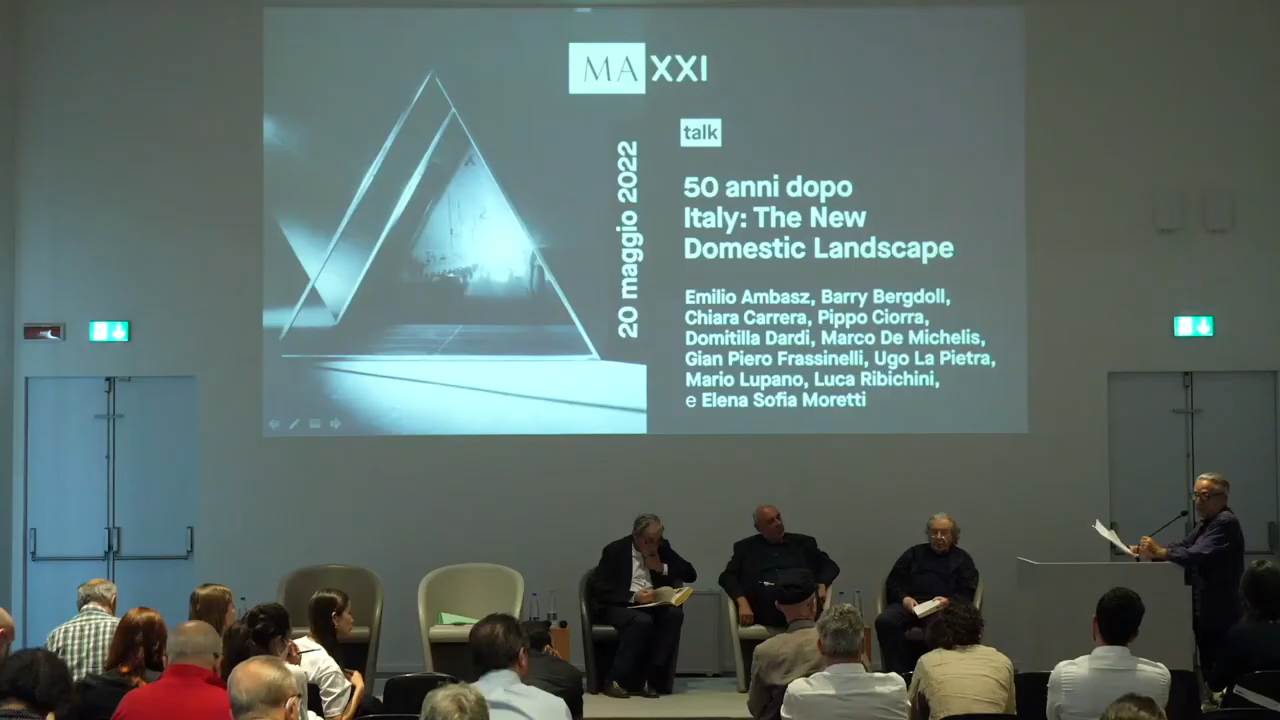 MAXXI
talk
20 maggio 2022
50 anni dopo
Italy: The New
Domestic Landscape
Emilio Ambasz, Barry Bergdoll,
Chiara Carrera, Pippo Ciorra,
Domitilla Dardi, Marco De Michelis,
Gian Piero Frassinelli, Ugo La Pietra,
Mario Lupano, Luca Ribichini,
e Elena Sofia Moretti